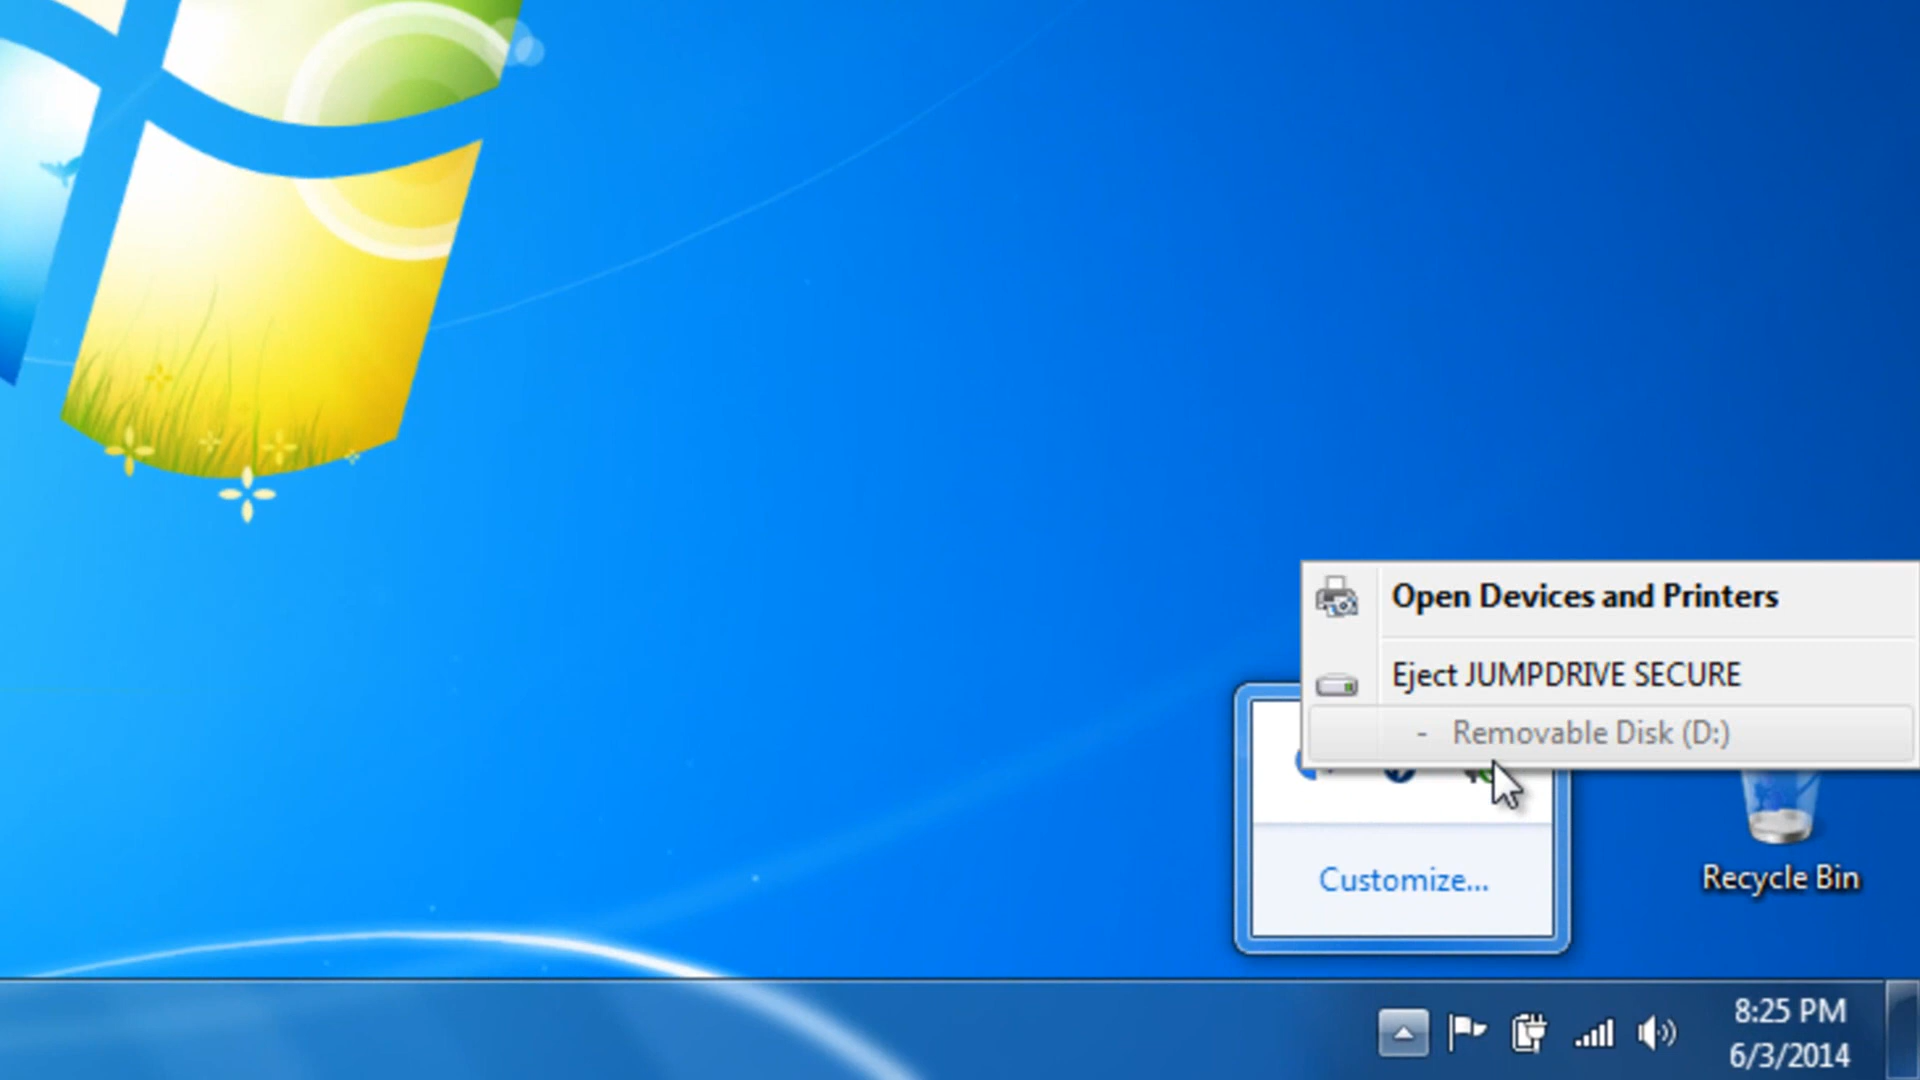 Open Devices and Printers
Eject JUMPDRIVE SECURE
- Removable Disk (D:)
Customize...
Recycle Bin
8:25 PM
6/3/2014